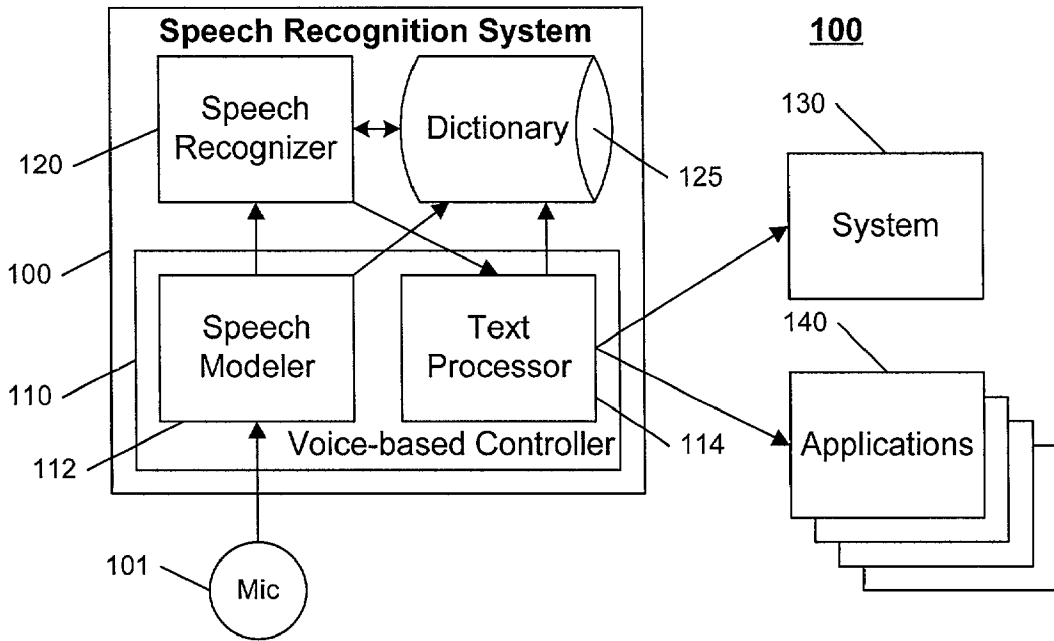 Speech Recognition System
100
Speech
Recognizer
Dictionary
120
125
130
System
100
Speech
Modeler
Text
Processor
110
112
Voice-based Controller
114
140
Applications
101
Mic